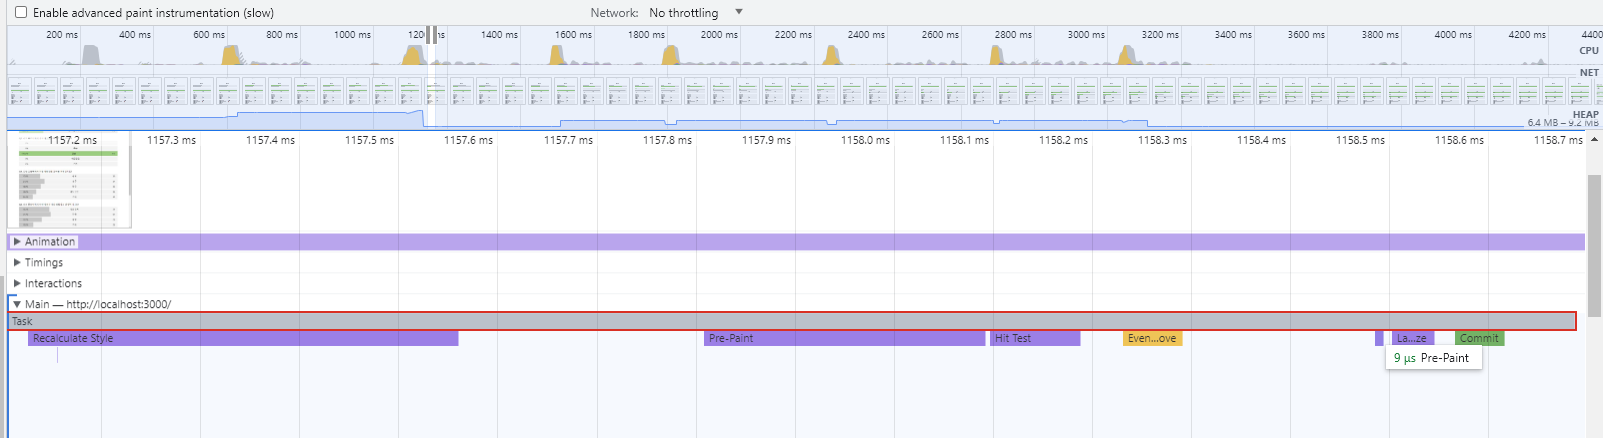 Enable advanced paint instrumentation (slow) Network: No throttling
200 ms 400 ms 600 ms 800 ms 1000 ms 1200 ms 1400 ms 1600 ms 1800 ms 2000 ms 2200 ms 2400 ms 2600 ms 2800 ms 3000 ms 3200 ms 3400 ms 3600 ms 3800 ms 4000 ms 4200 ms 4400
CPU
NET
HEAP
6.4 MB – 9.2 MB
1157.2 ms 1157.3 ms 1157.4 ms 1157.5 ms 1157.6 ms 1157.7 ms 1157.8 ms 1157.9 ms 1158.0 ms 1158.1 ms 1158.2 ms 1158.3 ms 1158.4 ms 1158.5 ms 1158.6 ms 1158.7 ms
Animation
Timings
Interactions
Main — http://localhost:3000/
Task
Recalculate Style Pre-Paint Hit Test Even...ove La...ze Commit
9 μs Pre-Paint